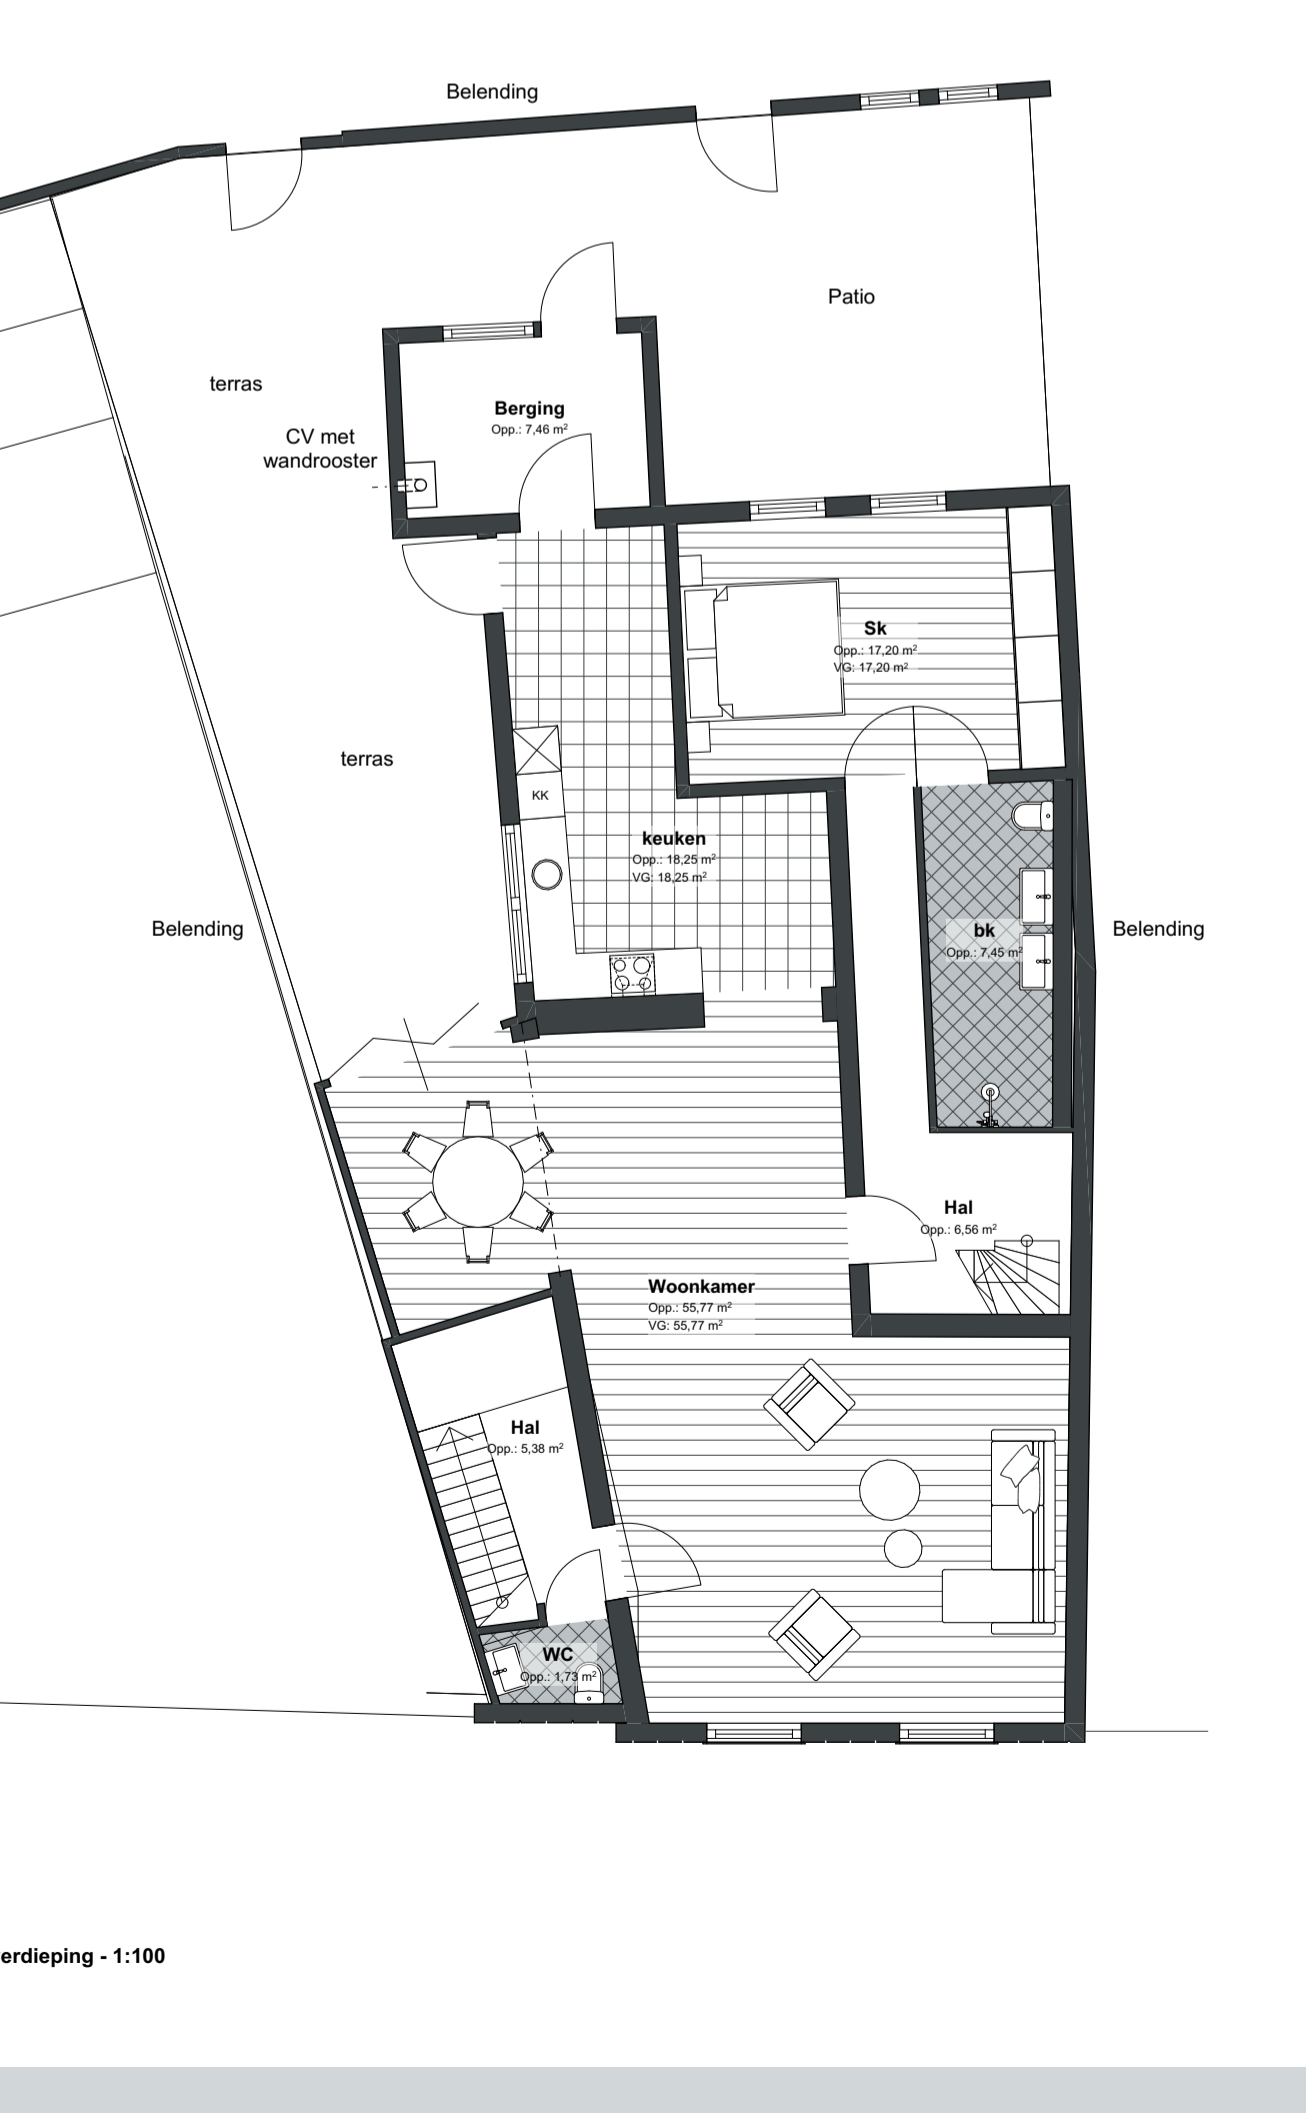 Belending
Patio
terras
CV met
wandrooster
Berging
Opp.: 7,46 m²
Sk
Opp.: 17,20 m²
VG: 17,20 m²
terras
KK
keuken
Opp.: 18,25 m²
VG: 18,25 m²
Belending
bk
Opp.: 7,45 m²
Belending
Hal
Opp.: 6,56 m²
Woonkamer
Opp.: 55,77 m²
VG: 55,77 m²
Hal
Opp.: 5,38 m²
WC
Opp.: 1,73 m²
erdieping - 1:100